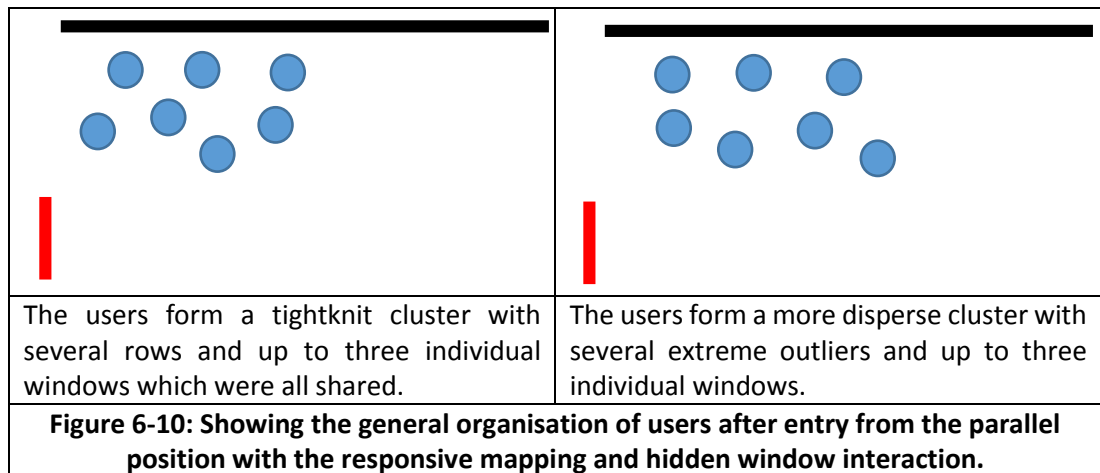 The users form a tightknit cluster with
several rows and up to three individual
windows which were all shared.
The users form a more disperse cluster with
several extreme outliers and up to three
individual windows.
Figure 6-10: Showing the general organisation of users after entry from the parallel
position with the responsive mapping and hidden window interaction.